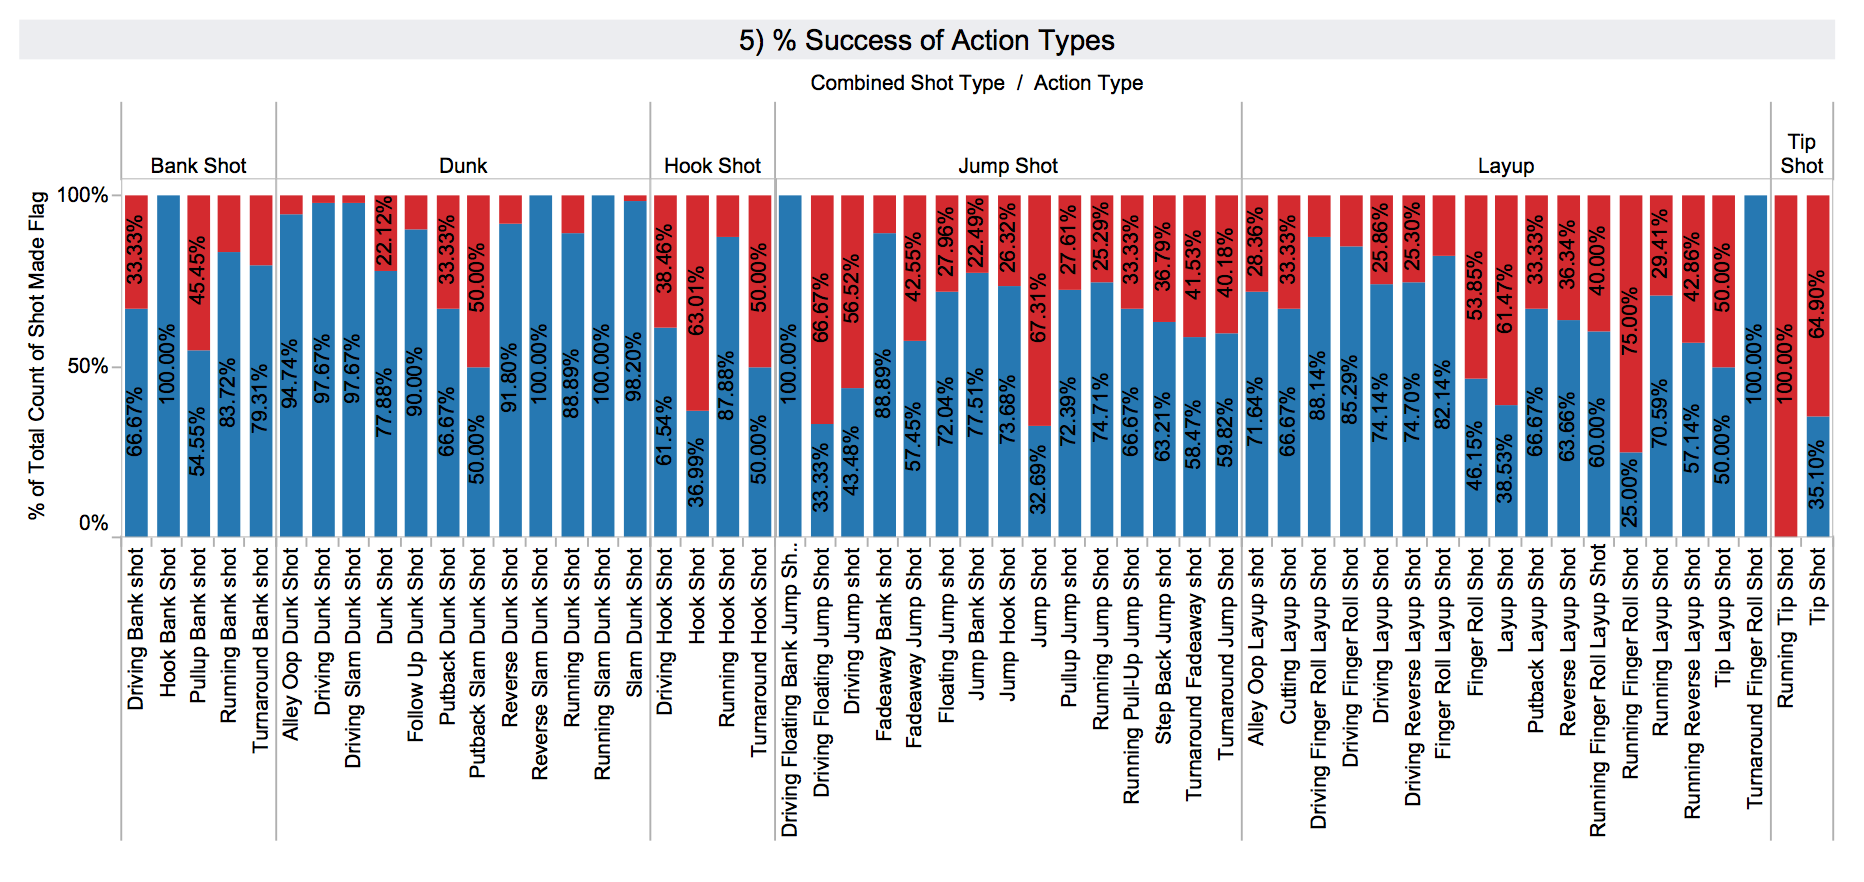 5) % Success of Action Types
Combined Shot Type / Action Type
Bank Shot
Dunk
Hook Shot
Jump Shot
Layup
Tip
Shot
% of Total Count of Shot Made Flag
100%
50%
0%
33.33%
66.67%
100.00%
45.45%
54.55%
83.72%
79.31%
94.74%
97.67%
97.67%
22.12%
77.88%
90.00%
33.33%
66.67%
50.00%
50.00%
91.80%
100.00%
88.89%
100.00%
98.20%
38.46%
61.54%
63.01%
36.99%
87.88%
50.00%
50.00%
100.00%
66.67%
33.33%
56.52%
43.48%
88.89%
42.55%
57.45%
27.96%
72.04%
22.49%
77.51%
26.32%
73.68%
67.31%
32.69%
27.61%
72.39%
25.29%
74.71%
33.33%
66.67%
36.79%
63.21%
41.53%
58.47%
40.18%
59.82%
28.36%
71.64%
33.33%
66.67%
88.14%
85.29%
25.86%
74.14%
25.30%
74.70%
82.14%
53.85%
46.15%
61.47%
38.53%
33.33%
66.67%
36.34%
63.66%
40.00%
60.00%
75.00%
25.00%
29.41%
70.59%
42.86%
57.14%
50.00%
50.00%
100.00%
100.00%
64.90%
35.10%
Driving Bank shot
Hook Bank Shot
Pullup Bank shot
Running Bank shot
Turnaround Bank shot
Alley Oop Dunk Shot
Driving Dunk Shot
Driving Slam Dunk Shot
Dunk Shot
Follow Up Dunk Shot
Putback Dunk Shot
Putback Slam Dunk Shot
Reverse Dunk Shot
Reverse Slam Dunk Shot
Running Dunk Shot
Running Slam Dunk Shot
Slam Dunk Shot
Driving Hook Shot
Hook Shot
Running Hook Shot
Turnaround Hook Shot
Driving Floating Bank Jump Sh..
Driving Floating Jump Shot
Driving Jump shot
Fadeaway Bank shot
Fadeaway Jump Shot
Floating Jump shot
Jump Bank Shot
Jump Hook Shot
Jump Shot
Pullup Jump shot
Running Jump Shot
Running Pull-Up Jump Shot
Step Back Jump shot
Turnaround Fadeaway shot
Turnaround Jump Shot
Alley Oop Layup shot
Cutting Layup Shot
Driving Finger Roll Layup Shot
Driving Finger Roll Shot
Driving Layup Shot
Driving Reverse Layup Shot
Finger Roll Layup Shot
Finger Roll Shot
Layup Shot
Putback Layup Shot
Reverse Layup Shot
Running Finger Roll Layup Shot
Running Finger Roll Shot
Running Layup Shot
Running Reverse Layup Shot
Tip Layup Shot
Turnaround Finger Roll Shot
Running Tip Shot
Tip Shot